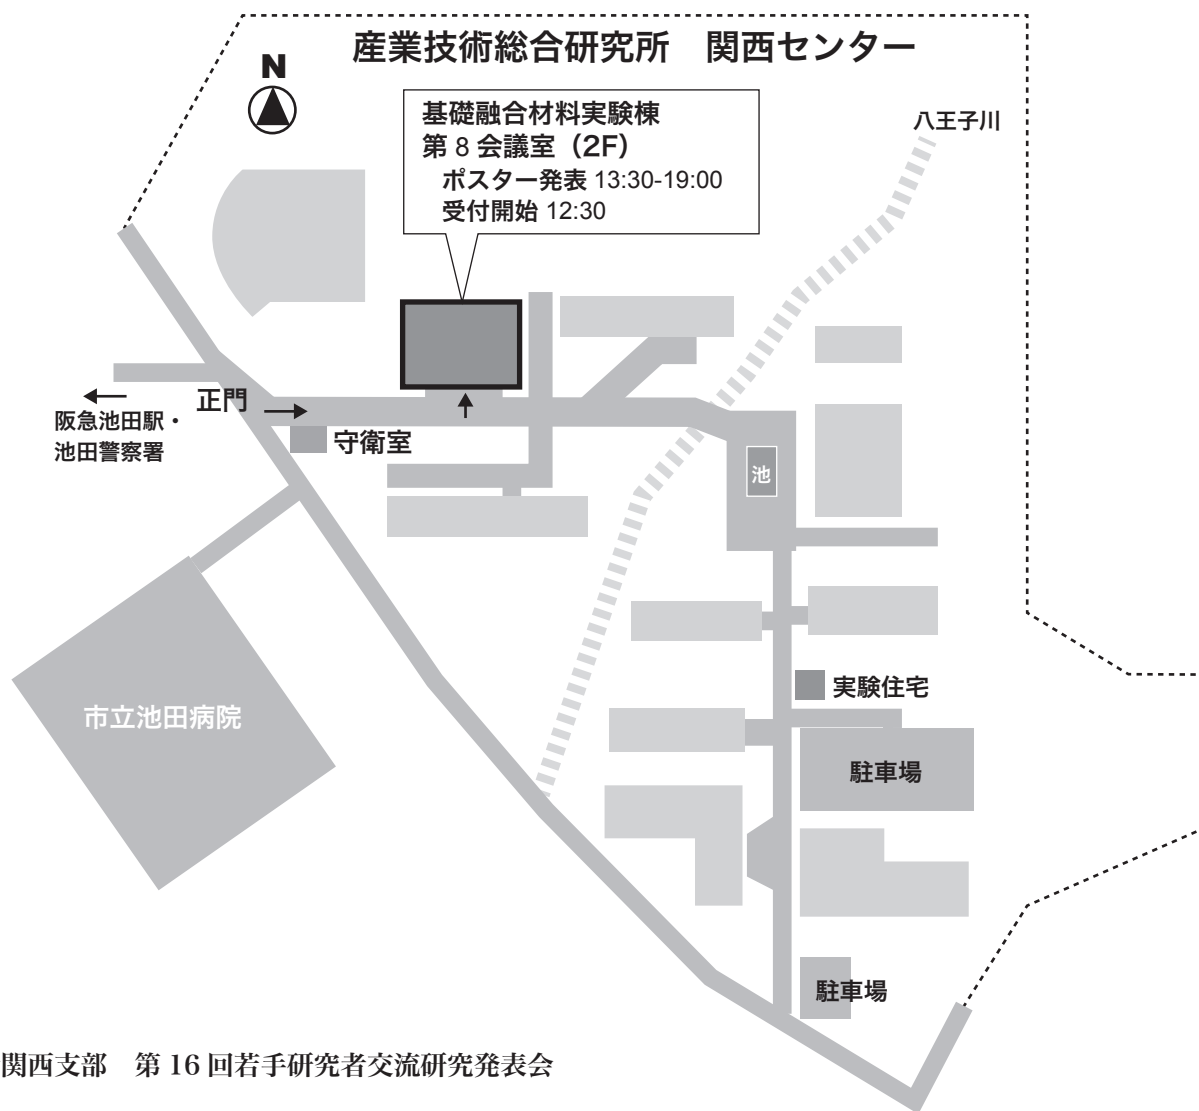 産業技術総合研究所 関西センター
N
基礎融合材料実験棟
第 8 会議室（2F）
ポスター発表 13:30-19:00
受付開始 12:30
八王子川
正門
阪急池田駅・
池田警察署
守衛室
池
市立池田病院
実験住宅
駐車場
駐車場
関西支部 第 16 回若手研究者交流研究発表会